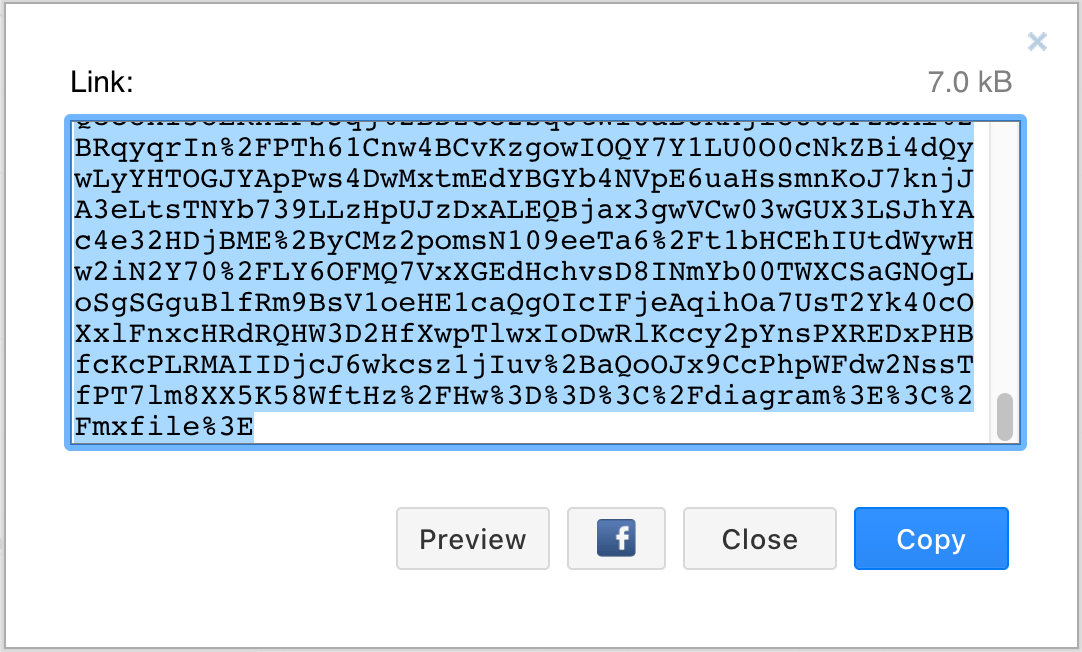 Link:
7.0 kB
BRqyqrIn%2FPTh61Cnw4BCvKzgowIOQY7Y1LU0O0cNkZBi4dQy
wLyYHTOGJYApPws4DwMxtmEdYBGYb4NVpE6uaHssmnKoJ7knjJ
A3eLtsTNYb739LLzHpUJzDxALEQBjax3gwVCw03wGUX3LSJhYA
c4e32HDjBME%2ByCMz2pomsN109eeTa6%2Ft1bHCEhIUtdWywH
w2iN2Y70%2FLY6OFMQ7VxXGEdHchvsD8INmYb00TWXCSaGNOgL
oSgSGguBlfRm9BsV1oeHE1caQgOIcIFjeAqihOa7UsT2Yk40cO
XxlFnxcHRdRQHW3D2HfXwpTlwxIoDwRlKccy2pYnsPXREDxPHB
fcKcPLRMAIIDjcJ6wkcsz1jIuv%2BaQoOJx9CcPhpWFdw2NssT
fPT7lm8XX5K58WftHz%2FHw%3D%3D%3C%2Fdiagram%3E%3C%2
Fmxfile%3E
Preview
Close
Copy